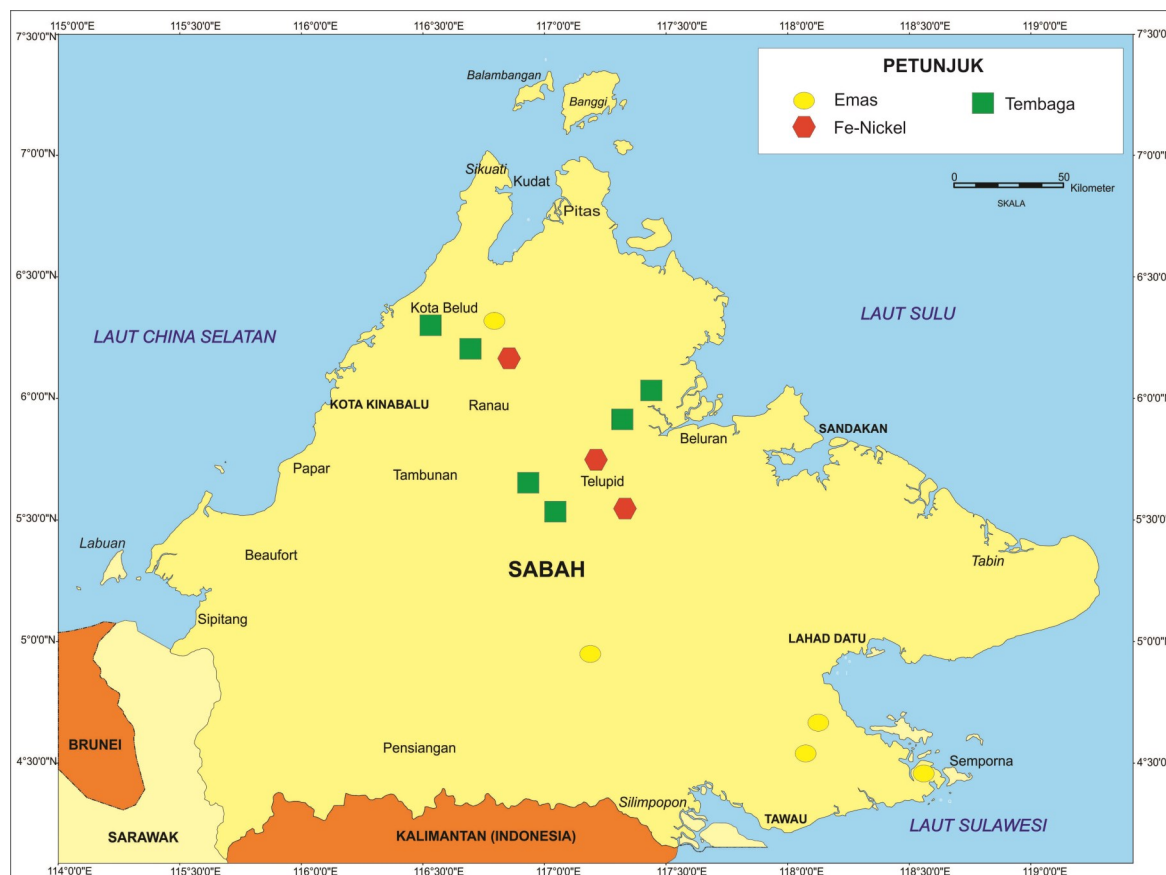 115°0'0"E 115°30'0"E 116°0'0"E 116°30'0"E 117°0'0"E 117°30'0"E 118°0'0"E 118°30'0"E 119°0'0"E
7°30'0"N
7°30'0"N
PETUNJUK
Emas
Tembaga
Fe-Nickel
Balambangan
Banggi
7°0'0"N
7°0'0"N
Sikuati
Kudat
Pitas
0 50
Kilometer
SKALA
6°30'0"N
6°30'0"N
Kota Belud
LAUT CHINA SELATAN
LAUT SULU
6°0'0"N
6°0'0"N
KOTA KINABALU
Ranau
Beluran
SANDAKAN
Papar
Tambunan
Telupid
5°30'0"N
5°30'0"N
Labuan
Beaufort
SABAH
Tabin
Sipitang
5°0'0"N
5°0'0"N
LAHAD DATU
BRUNEI
Pensiangan
4°30'0"N
4°30'0"N
Semporna
Silimpopon
TAWAU
LAUT SULAWESI
SARAWAK
KALIMANTAN (INDONESIA)
114°0'0"E 115°30'0"E 116°0'0"E 116°30'0"E 117°0'0"E 117°30'0"E 118°0'0"E 118°30'0"E 119°0'0"E